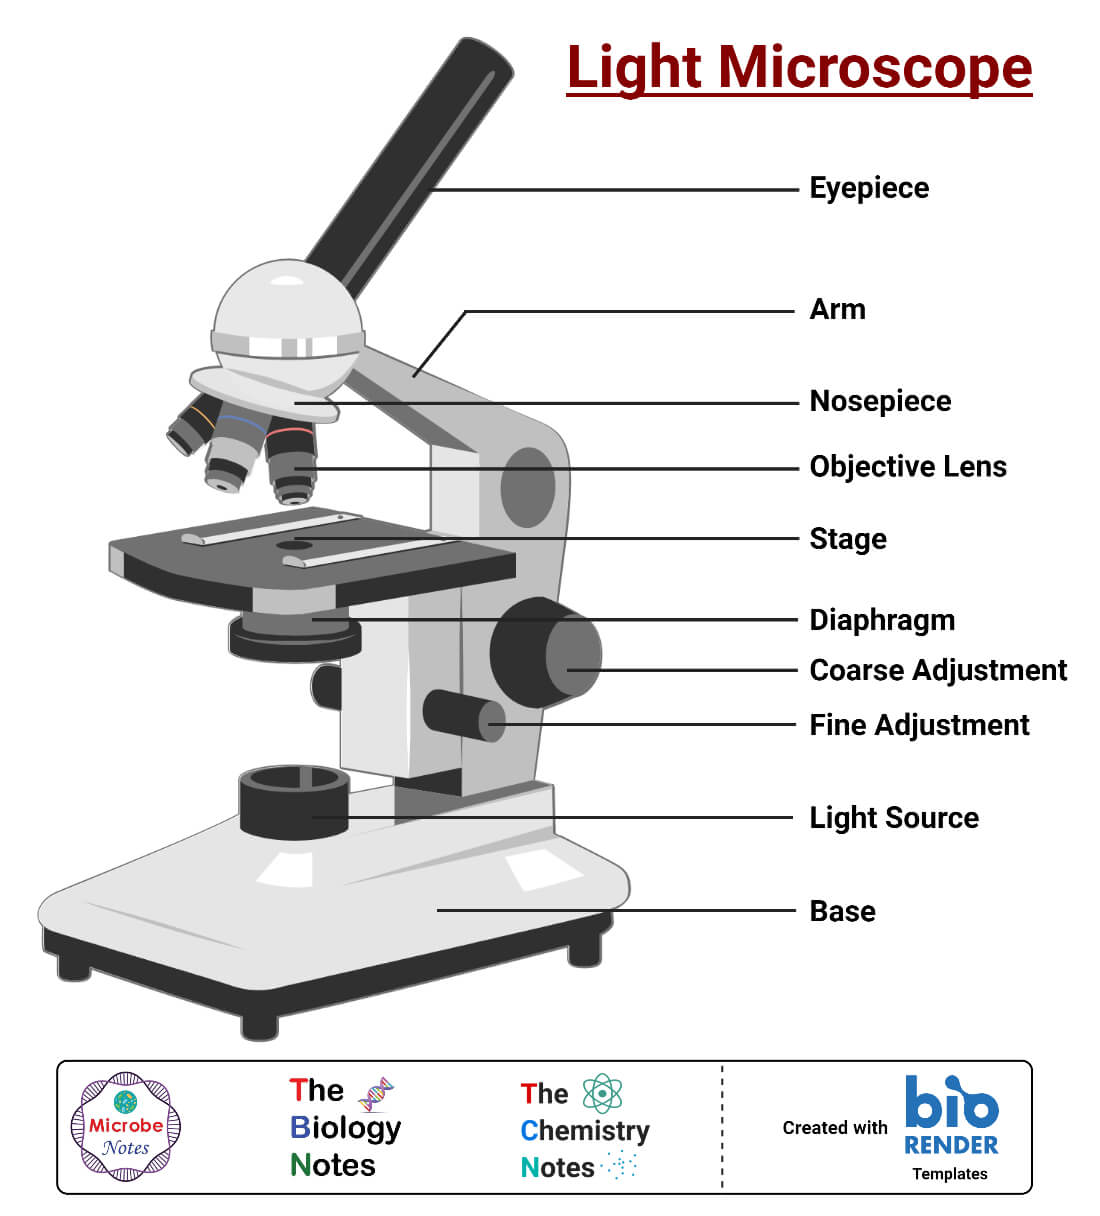 Light Microscope
Eyepiece
Arm
Nosepiece
Objective Lens
Stage
Diaphragm
Coarse Adjustment
Fine Adjustment
Light Source
Base
Microbe
Notes
The
Biology
Notes
The
Chemistry
Notes
Created with
bio
RENDER
Templates